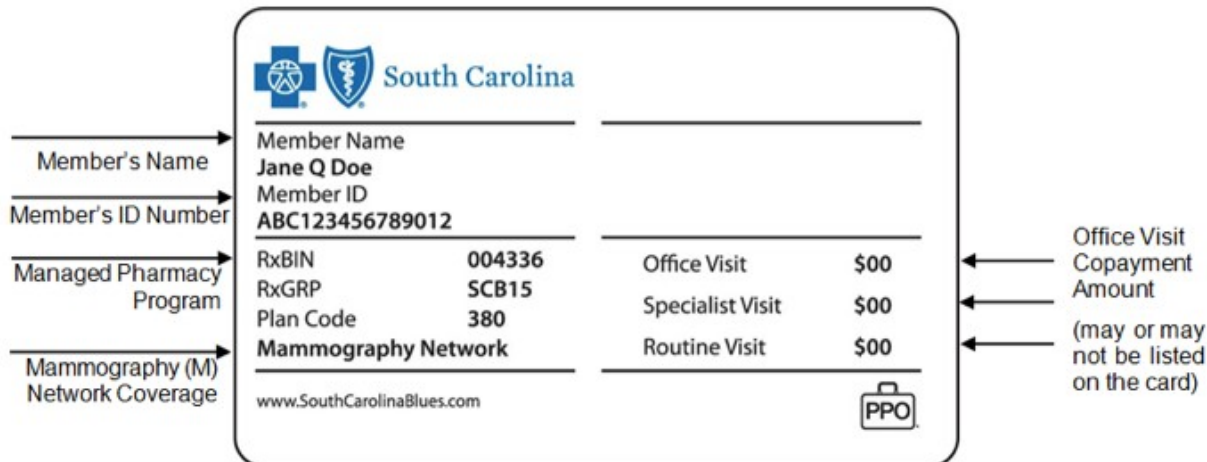 South Carolina
Member's Name
Member's ID Number
Managed Pharmacy
Program
Mammography (M)
Network Coverage
Member Name
Jane Q Doe
Member ID
ABC123456789012
RxBIN 004336
RxGRP SCB15
Plan Code 380
Mammography Network
www.SouthCarolinaBlues.com
Office Visit $00
Specialist Visit $00
Routine Visit $00
PPO
Office Visit
Copayment
Amount
(may or may
not be listed
on the card)